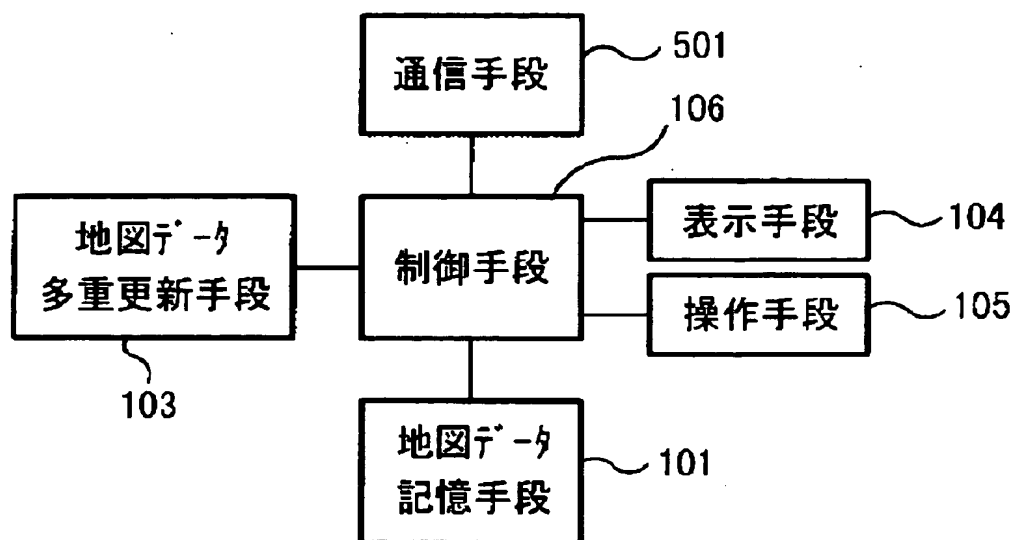 通信手段
501
106
地図ﾃﾞｰﾀ
多重更新手段
103
制御手段
表示手段
104
操作手段
105
地図ﾃﾞｰﾀ
記憶手段
101